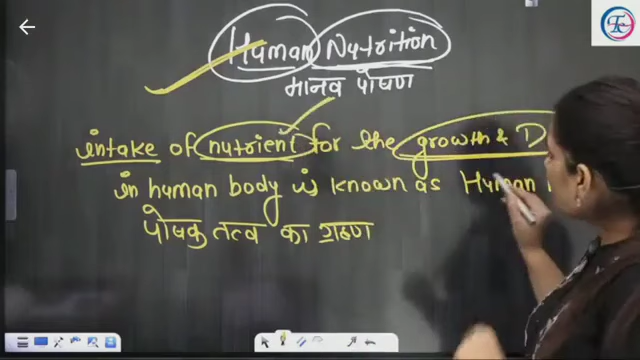 Human Nutrition
मानव पोषण
intake of nutrient for the growth & D
in human body is known as Human
पोषक तत्व का ग्रहण